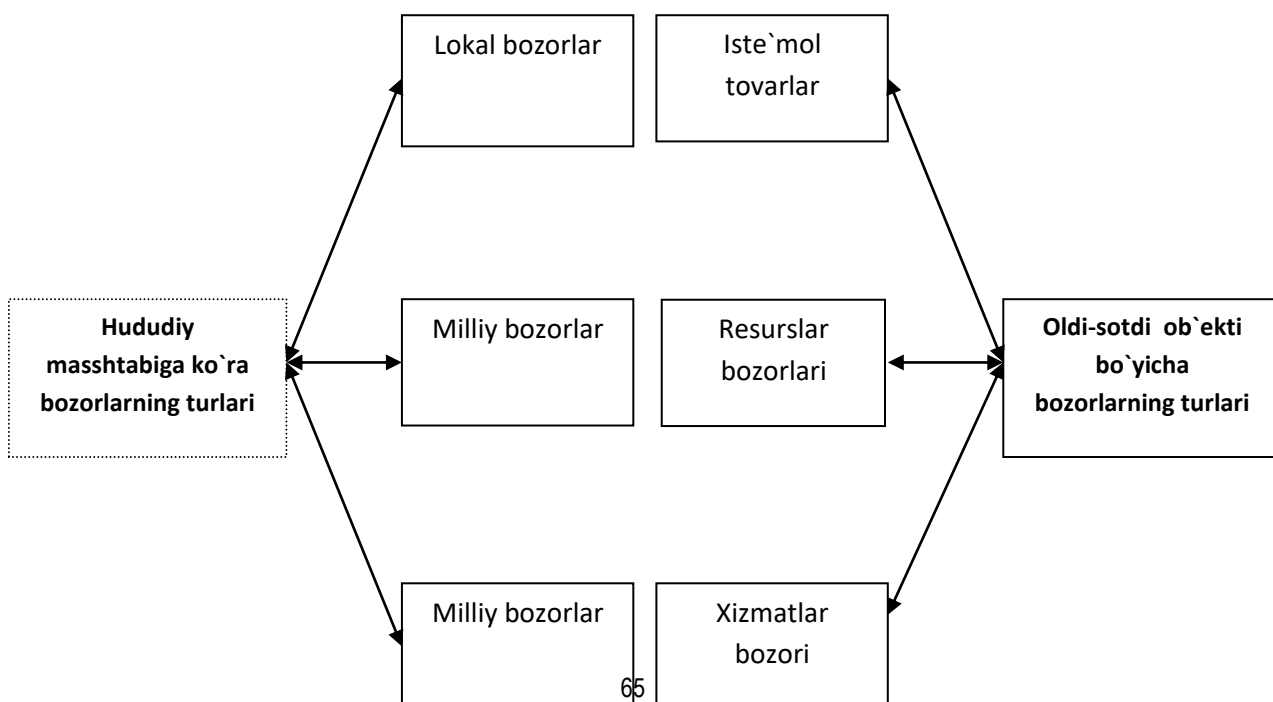 Lokal bozorlar
Iste`mol
tovarlar
Hududiy
masshtabiga ko`ra
bozorlarning turlari
Milliy bozorlar
Resurslar
bozorlari
Oldi-sotdi ob`ekti
bo`yicha
bozorlarning turlari
Milliy bozorlar
Xizmatlar
bozori
65